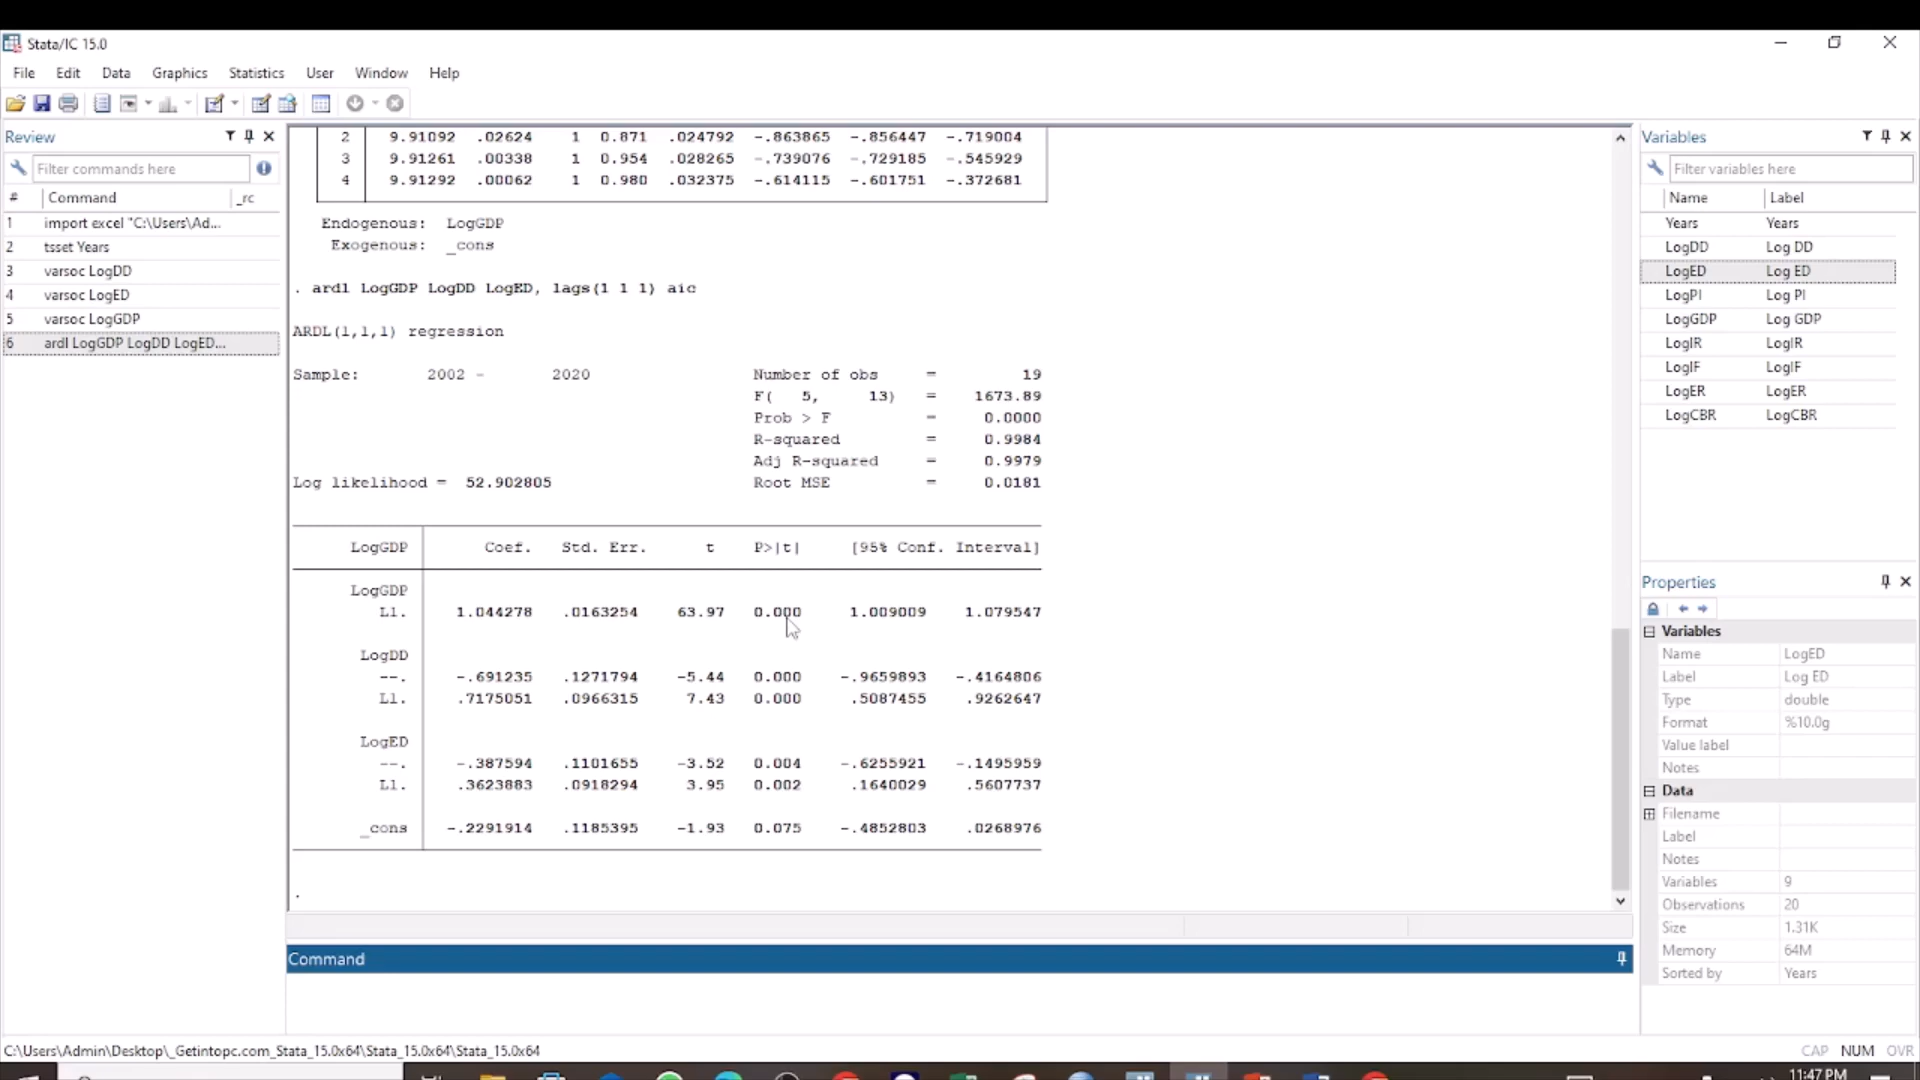 Stata/IC 15.0
File Edit Data Graphics Statistics User Window Help
Review
Filter commands here
# Command _rc
1 import excel "C:\Users\Ad...
2 tsset Years
3 varsoc LogDD
4 varsoc LogED
5 varsoc LogGDP
6 ardl LogGDP LogDD LogED...
2 9.91092 .02624 1 0.871 .024792 -.863865 -.856447 -.719004
3 9.91261 .00338 1 0.954 .028265 -.739076 -.729185 -.545929
4 9.91292 .00062 1 0.980 .032375 -.614115 -.601751 -.372681
Endogenous: LogGDP
Exogenous: _cons
. ardl LogGDP LogDD LogED, lags(1 1 1) aic
ARDL(1,1,1) regression
Sample: 2002 - 2020 Number of obs = 19
F( 5, 13) = 1673.89
Prob > F = 0.0000
R-squared = 0.9984
Adj R-squared = 0.9979
Log likelihood = 52.902805 Root MSE = 0.0181
LogGDP Coef. Std. Err. t P>|t| [95% Conf. Interval]
LogGDP
L1. 1.044278 .0163254 63.97 0.000 1.009009 1.079547
LogDD
--. -.691235 .1271794 -5.44 0.000 -.9659893 -.4164806
L1. .7175051 .0966315 7.43 0.000 .5087455 .9262647
LogED
--. -.387594 .1101655 -3.52 0.004 -.6255921 -.1495959
L1. .3623883 .0918294 3.95 0.002 .1640029 .5607737
_cons -.2291914 .1185395 -1.93 0.075 -.4852803 .0268976
.
Command
Variables
Filter variables here
Name Label
Years Years
LogDD Log DD
LogED Log ED
LogPI Log PI
LogGDP Log GDP
LogIR LogIR
LogIF LogIF
LogER LogER
LogCBR LogCBR
Properties
Variables
Name LogED
Label Log ED
Type double
Format %10.0g
Value label
Notes
Data
Filename
Label
Notes
Variables 9
Observations 20
Size 1.31K
Memory 64M
Sorted by Years
C:\Users\Admin\Desktop\_Getintopc.com_Stata_15.0x64\Stata_15.0x64\Stata_15.0x64
CAP NUM OVR
11:47 PM